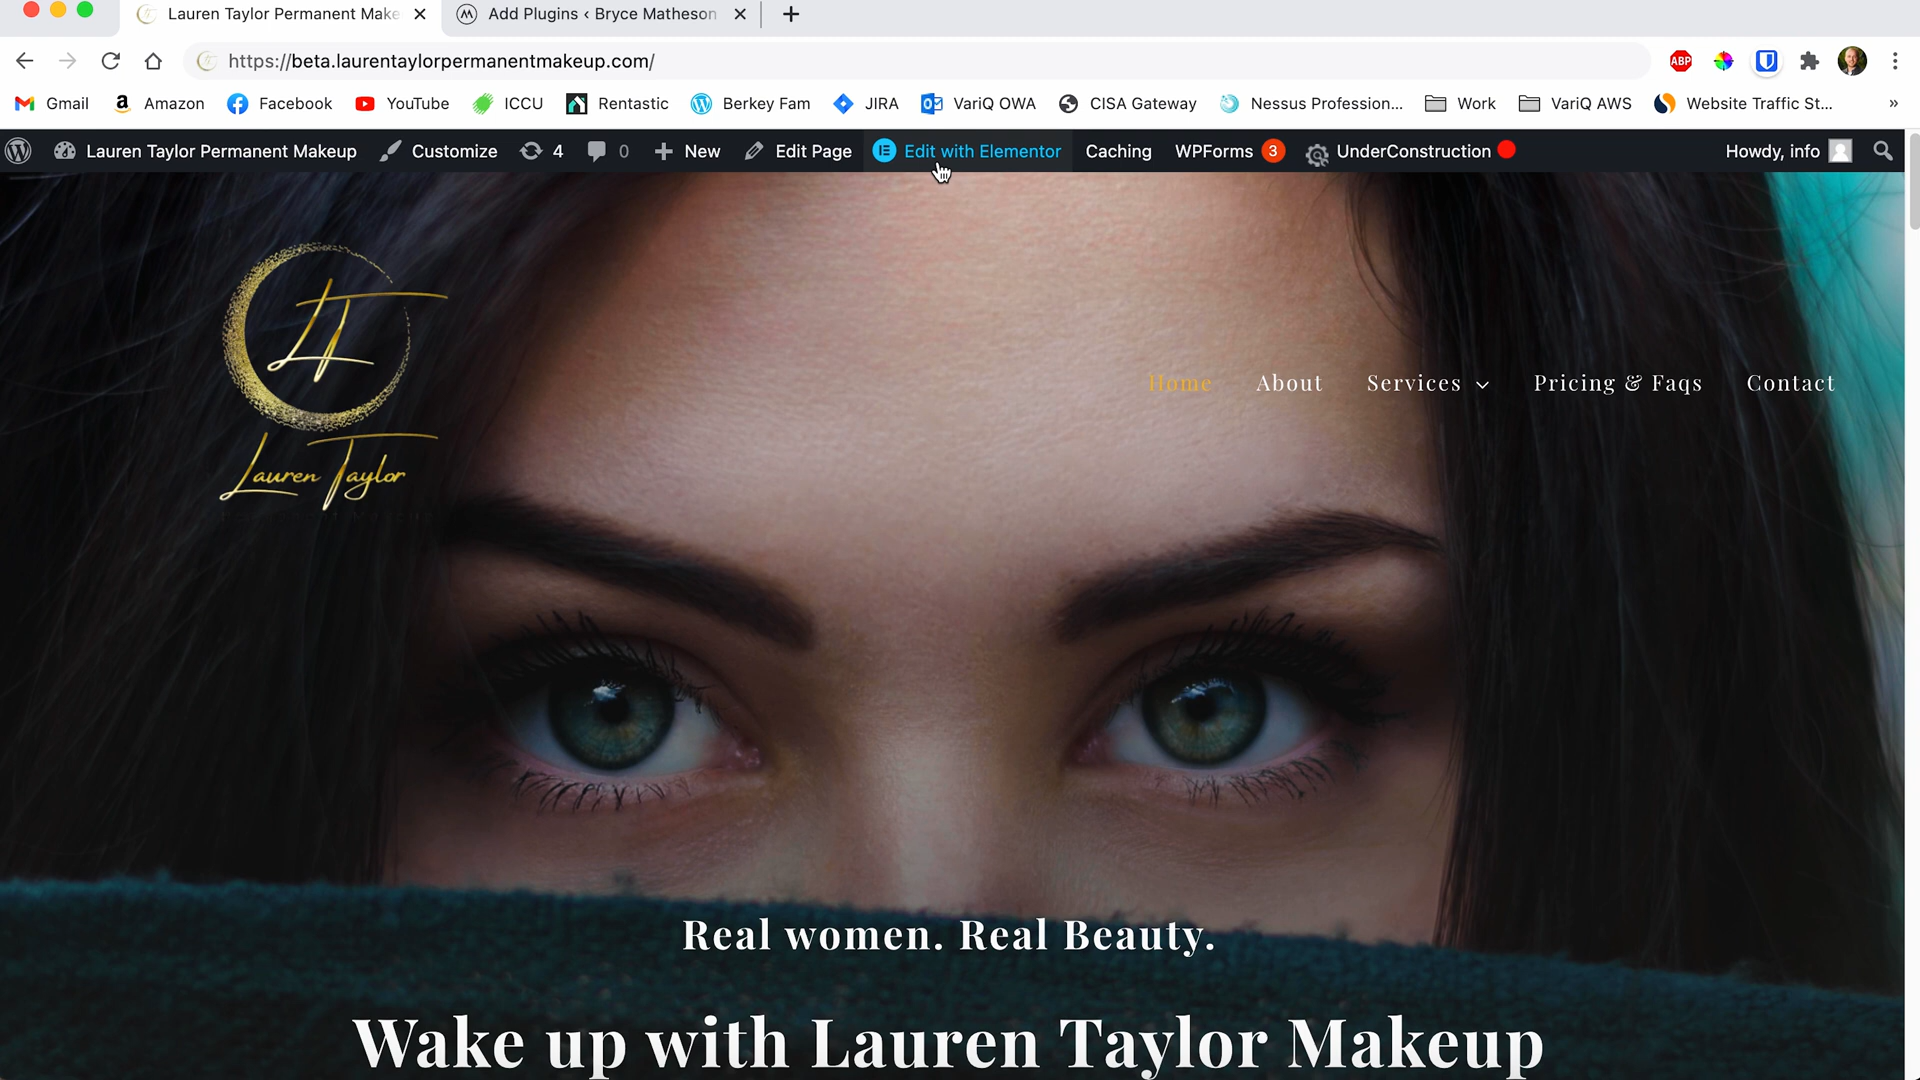 Lauren Taylor Permanent Make
Add Plugins ‹ Bryce Matheson
https://beta.laurentaylorpermanentmakeup.com/
ABP
Gmail Amazon Facebook YouTube ICCU Rentastic Berkey Fam JIRA VariQ OWA CISA Gateway Nessus Profession... Work VariQ AWS Website Traffic St... »
Lauren Taylor Permanent Makeup Customize 4 0 New Edit Page Edit with Elementor Caching WPForms 3 UnderConstruction Howdy, info
LT
Lauren Taylor
Home About Services Pricing & Faqs Contact
Real women. Real Beauty.
Wake up with Lauren Taylor Makeup